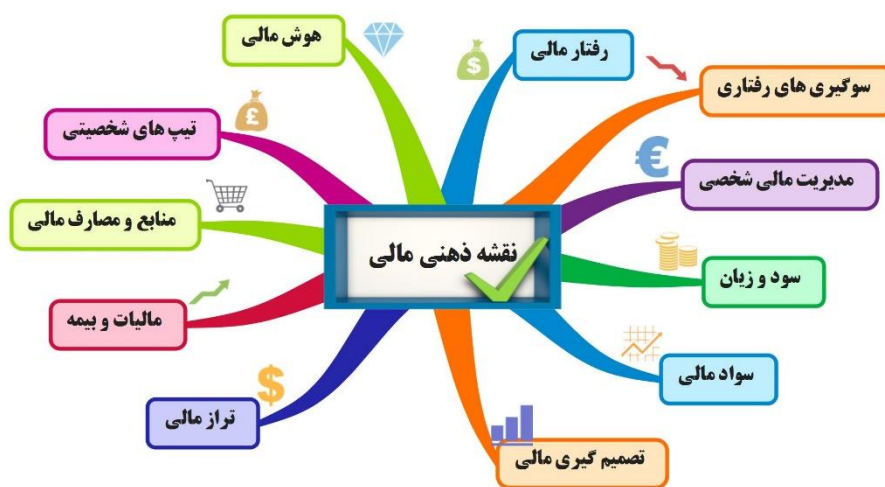 نقشه ذهنی مالی
رفتار مالی
سوگیری های رفتاری
مدیریت مالی شخصی
سود و زیان
سواد مالی
تصمیم گیری مالی
تراز مالی
مالیات و بیمه
منابع و مصارف مالی
تیپ های شخصیتی
هوش مالی
$
£
€
$